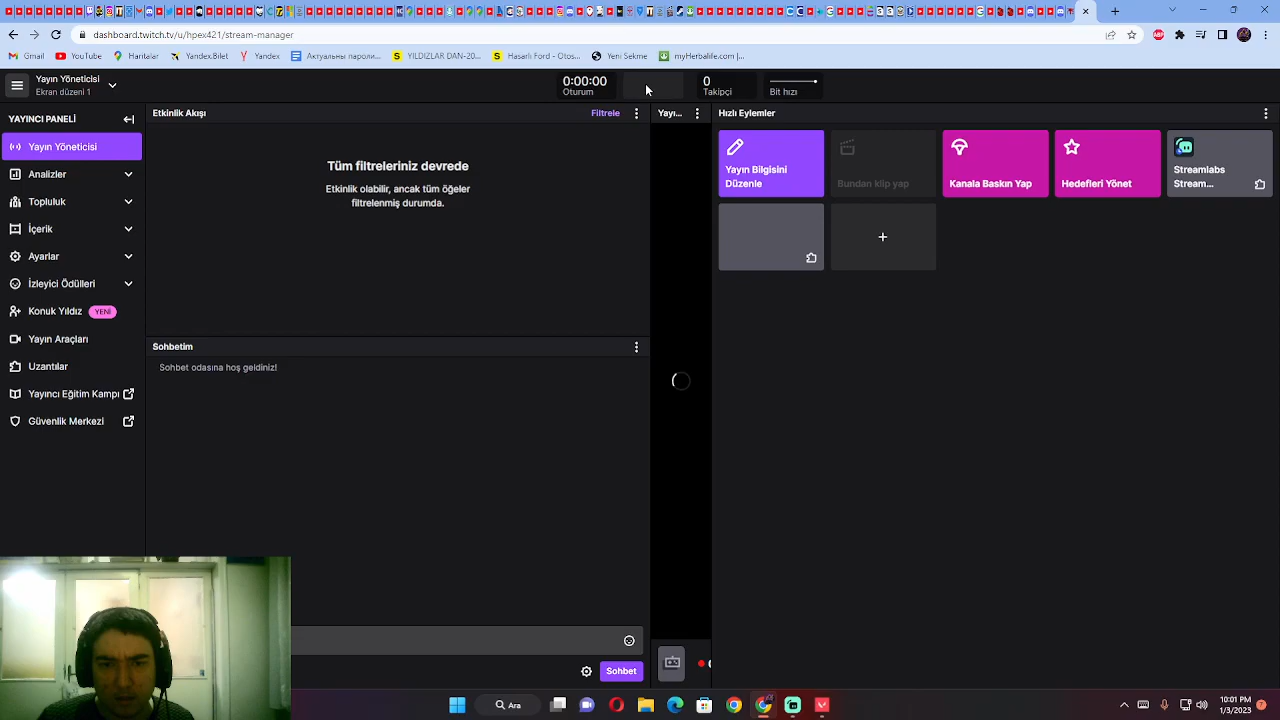 dashboard.twitch.tv/u/hpex421/stream-manager
Gmail
YouTube
Haritalar
Yandex.Bilet
Yandex
Актуальны пароли...
YILDIZLAR DAN-20...
Hasarlı Ford - Otos...
Yeni Sekme
myHerbalife.com |...
Yayın Yöneticisi
Ekran düzeni 1
0:00:00
Oturum
0
Takipçi
Bit hızı
YAYINCI PANELİ
Yayın Yöneticisi
Analizler
Topluluk
İçerik
Ayarlar
İzleyici Ödülleri
Konuk Yıldız YENİ
Yayın Araçları
Uzantılar
Yayıncı Eğitim Kampı
Güvenlik Merkezi
Etkinlik Akışı
Filtrele
Tüm filtreleriniz devrede
Etkinlik olabilir, ancak tüm öğeler
filtrelenmiş durumda.
Sohbetim
Sohbet odasına hoş geldiniz!
Sohbet
Yayı...
Hızlı Eylemler
Yayın Bilgisini
Düzenle
Bundan klip yap
Kanala Baskın Yap
Hedefleri Yönet
Streamlabs
Stream...
Ara
10:01 PM
1/3/2023